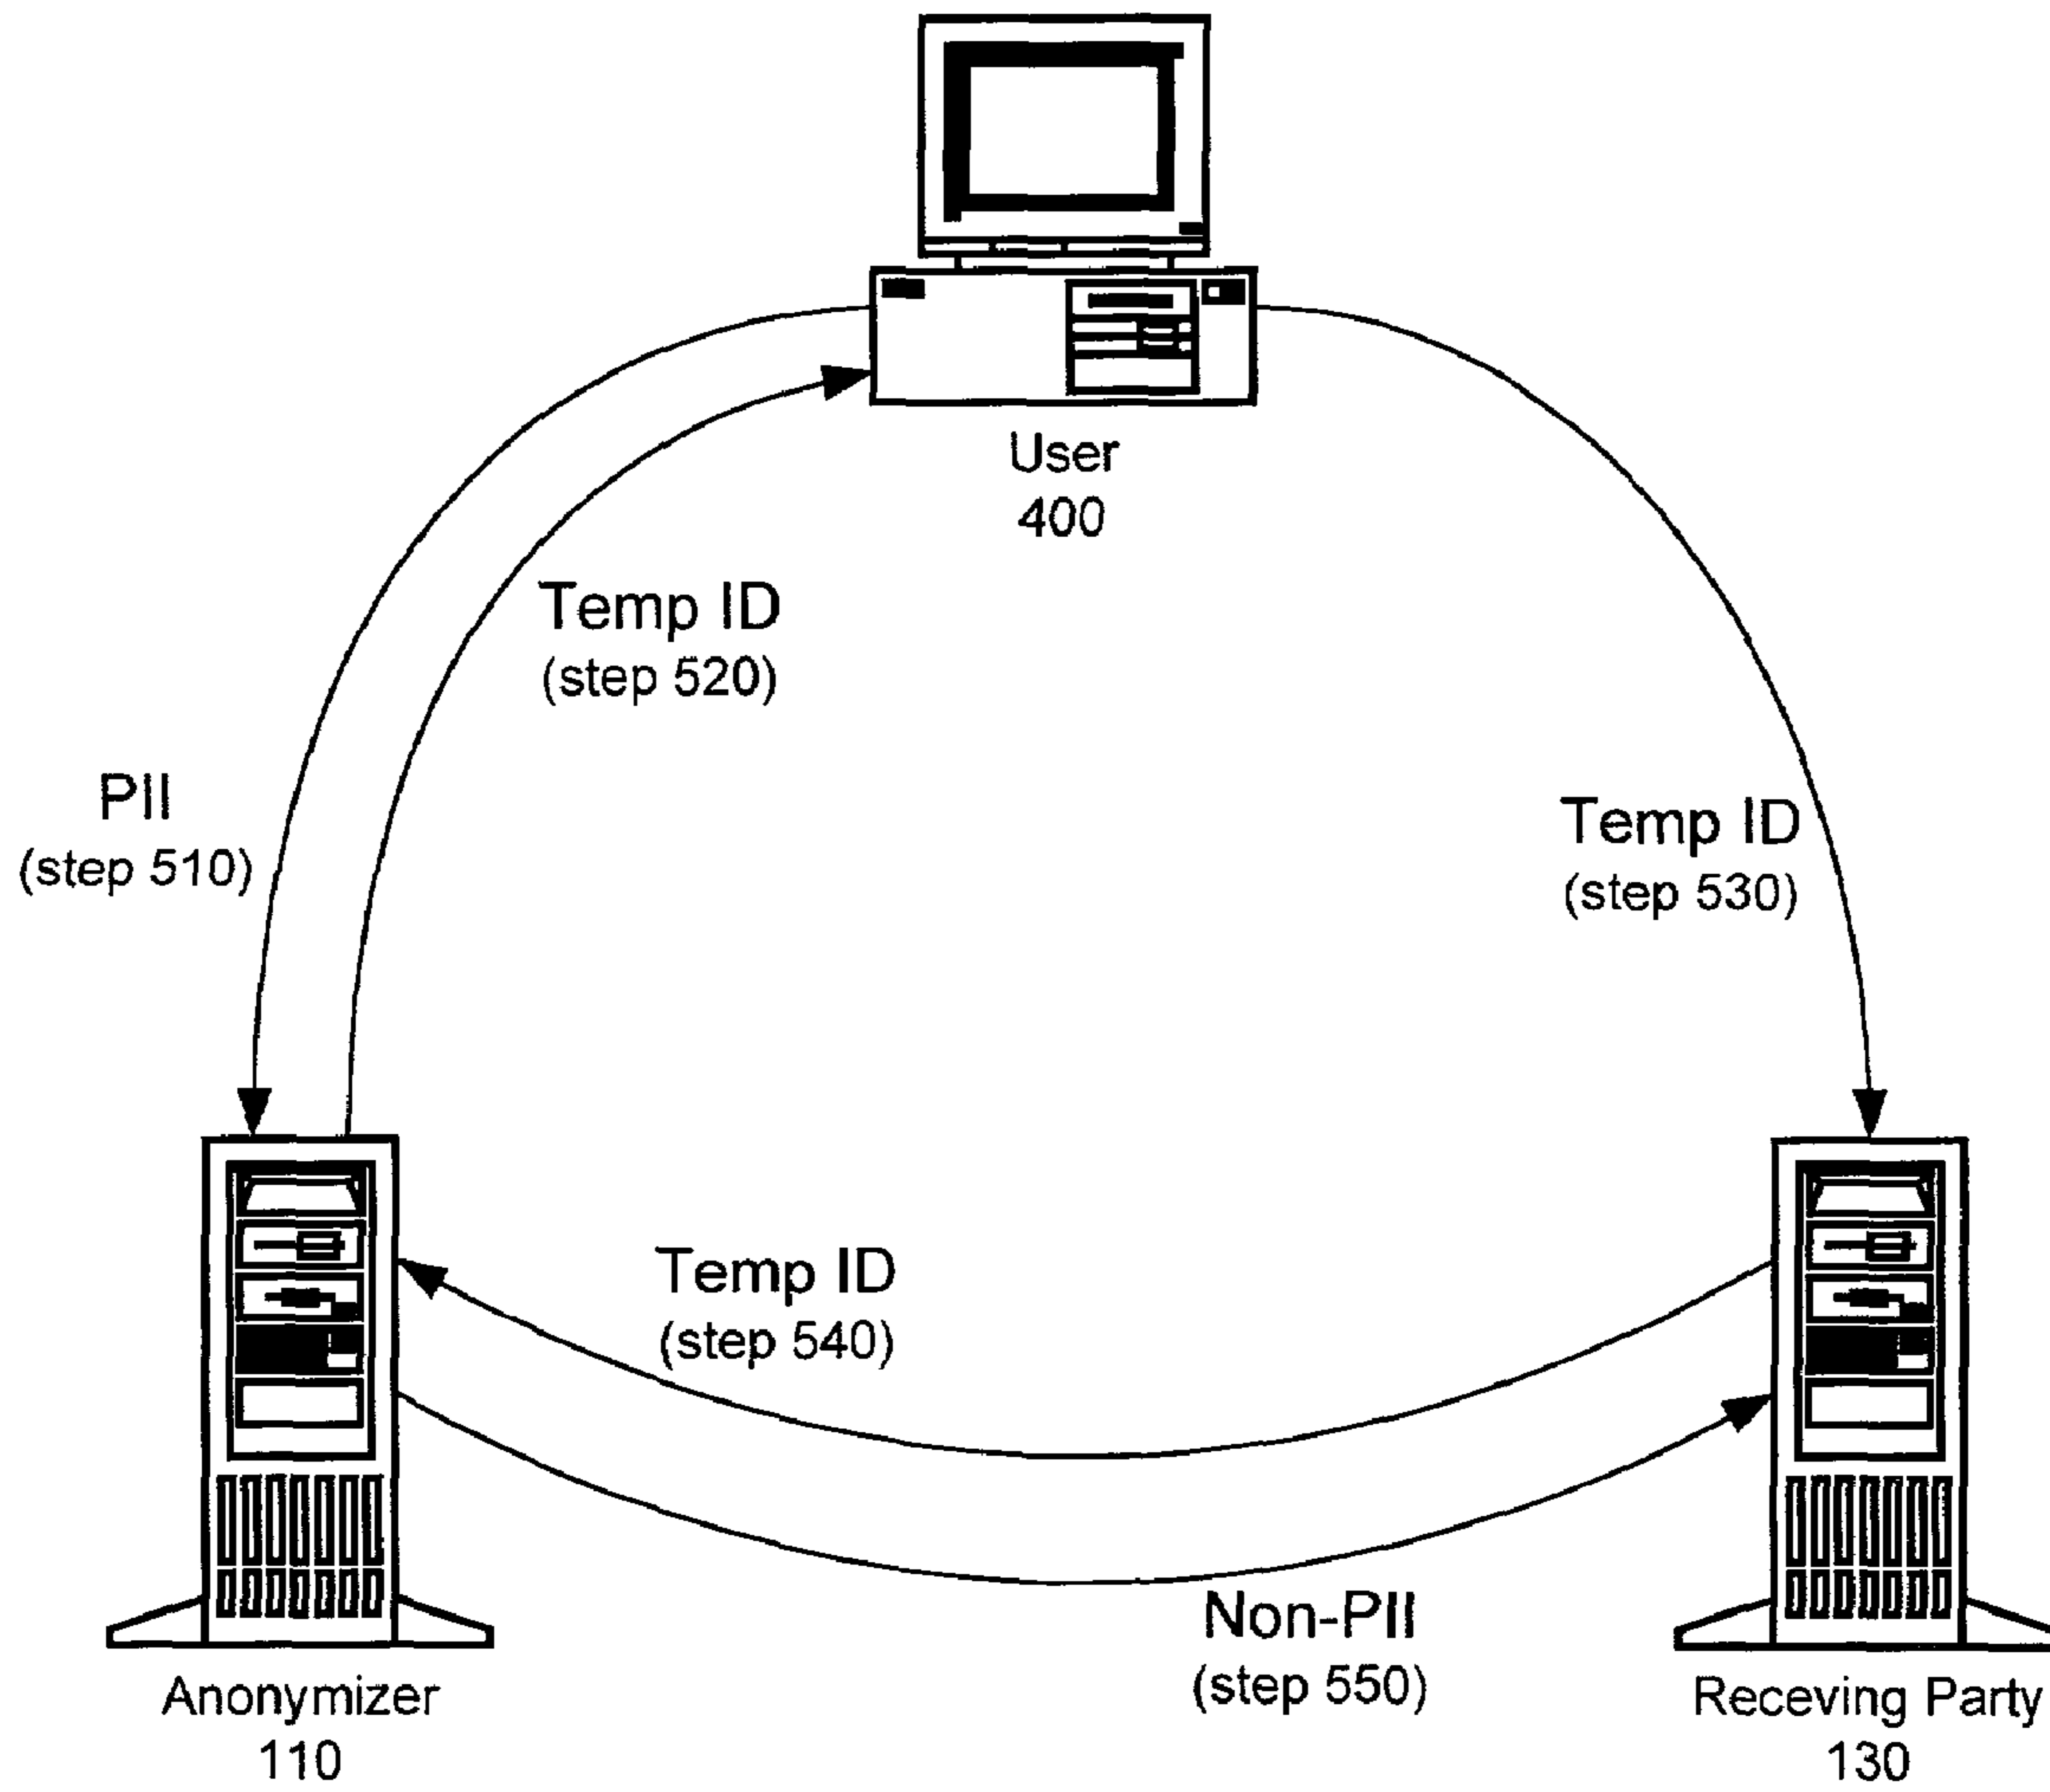 User
400
Temp ID
(step 520)
PII
(step 510)
Temp ID
(step 530)
Temp ID
(step 540)
Non-PII
(step 550)
Anonymizer
110
Receving Party
130